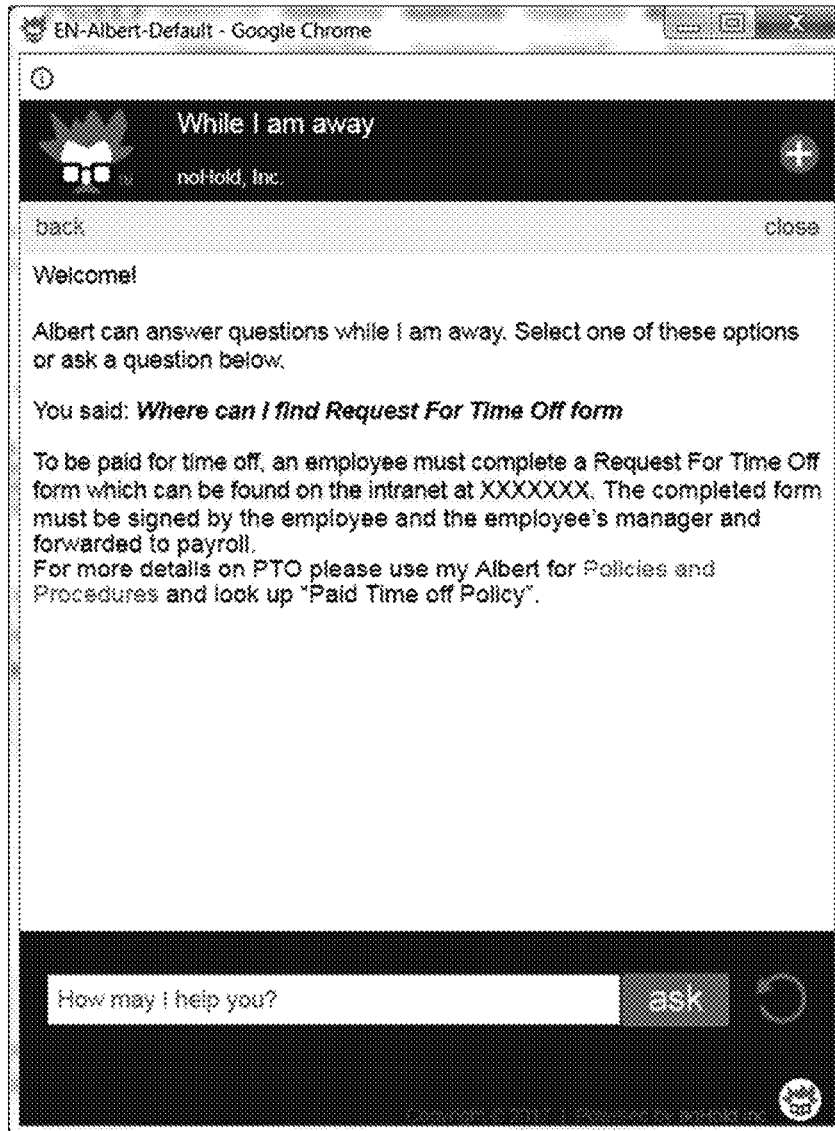 EN-Albert-Default - Google Chrome
While I am away
noHold, Inc.
back
close
Welcome!
Albert can answer questions while I am away. Select one of these options
or ask a question below.
You said: Where can I find Request For Time Off form
To be paid for time off, an employee must complete a Request For Time Off
form which can be found on the intranet at XXXXXXX. The completed form
must be signed by the employee and the employee's manager and
forwarded to payroll.
For more details on PTO please use my Albert for Policies and
Procedures and look up "Paid Time off Policy".
How may I help you?
ask
Copyright ©
Powered by noHold Inc.